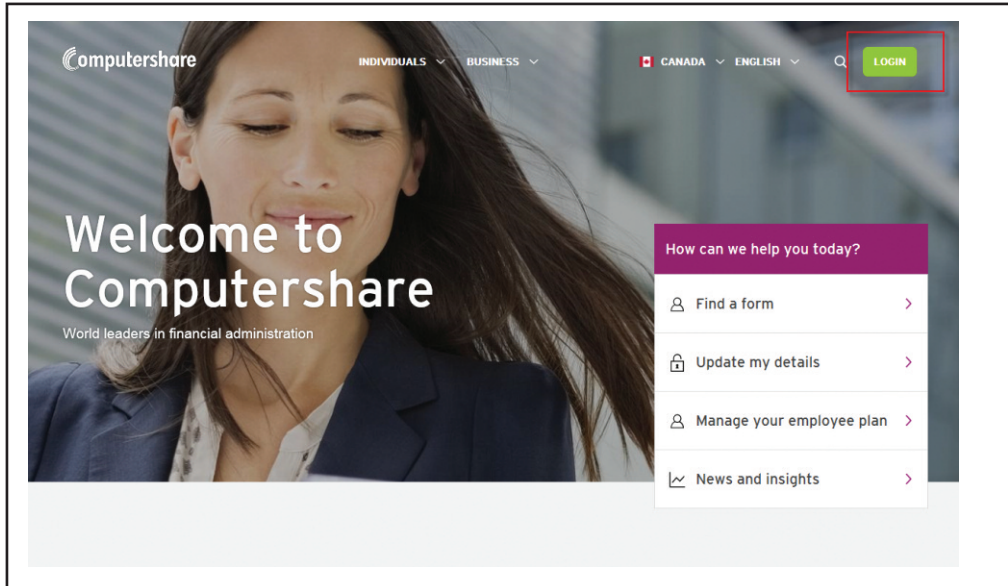 Computershare
INDIVIDUALS BUSINESS CANADA ENGLISH LOGIN
Welcome to
Computershare
World leaders in financial administration
How can we help you today?
Find a form
Update my details
Manage your employee plan
News and insights